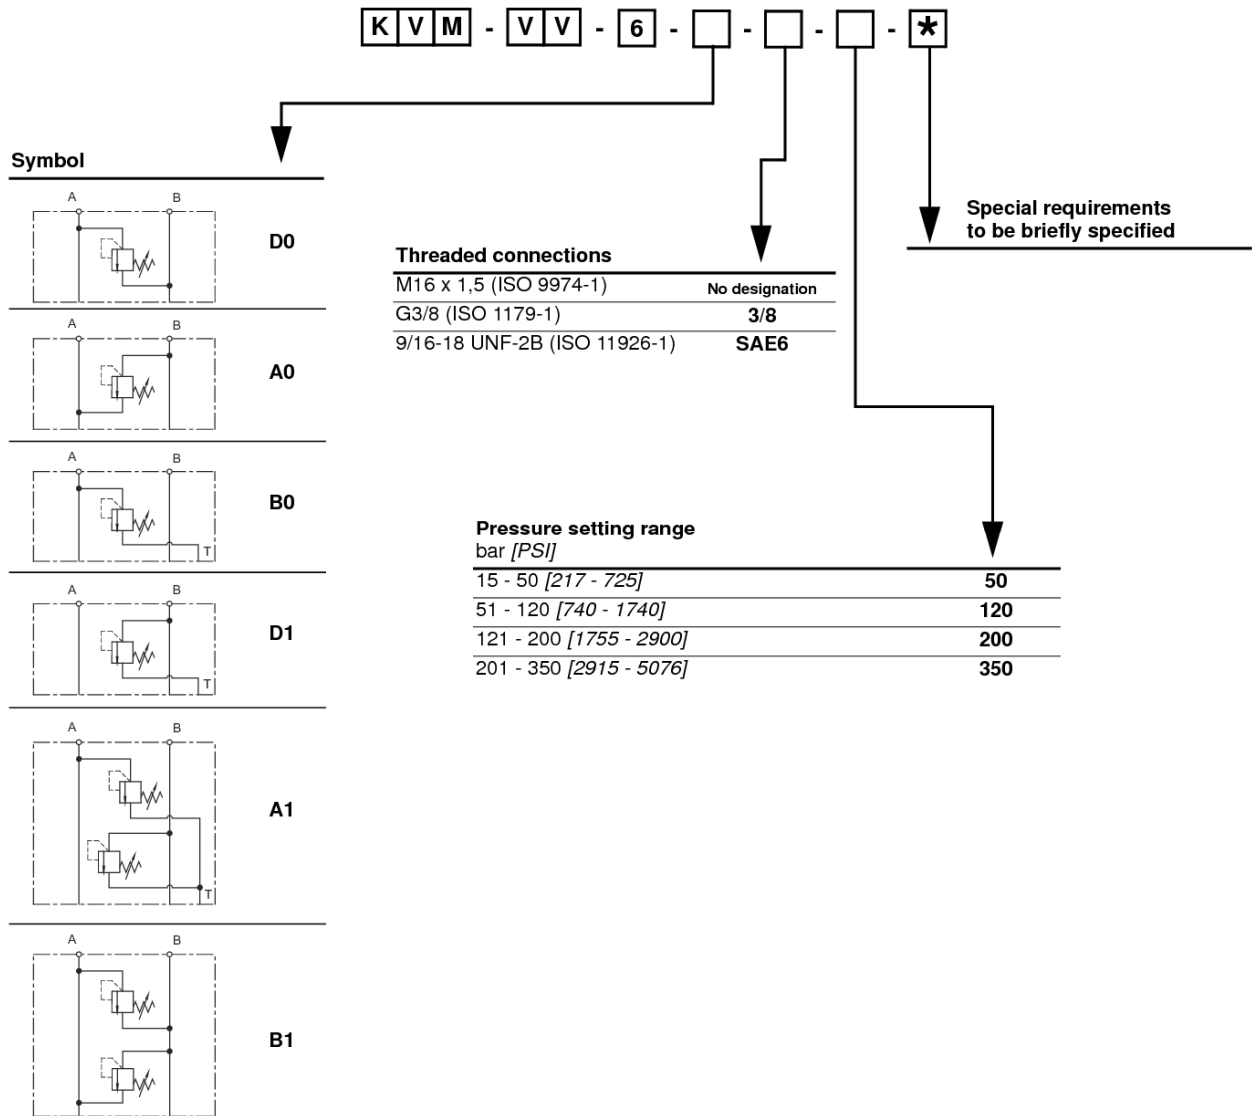 K V M - V V - 6 - - - - *
Symbol
A B
D0
A B
A0
A B
T
B0
A B
T
D1
A B
T
A1
A B
B1
Threaded connections
M16 x 1,5 (ISO 9974-1) No designation
G3/8 (ISO 1179-1) 3/8
9/16-18 UNF-2B (ISO 11926-1) SAE6
Special requirements
to be briefly specified
Pressure setting range
bar [PSI]
15 - 50 [217 - 725] 50
51 - 120 [740 - 1740] 120
121 - 200 [1755 - 2900] 200
201 - 350 [2915 - 5076] 350